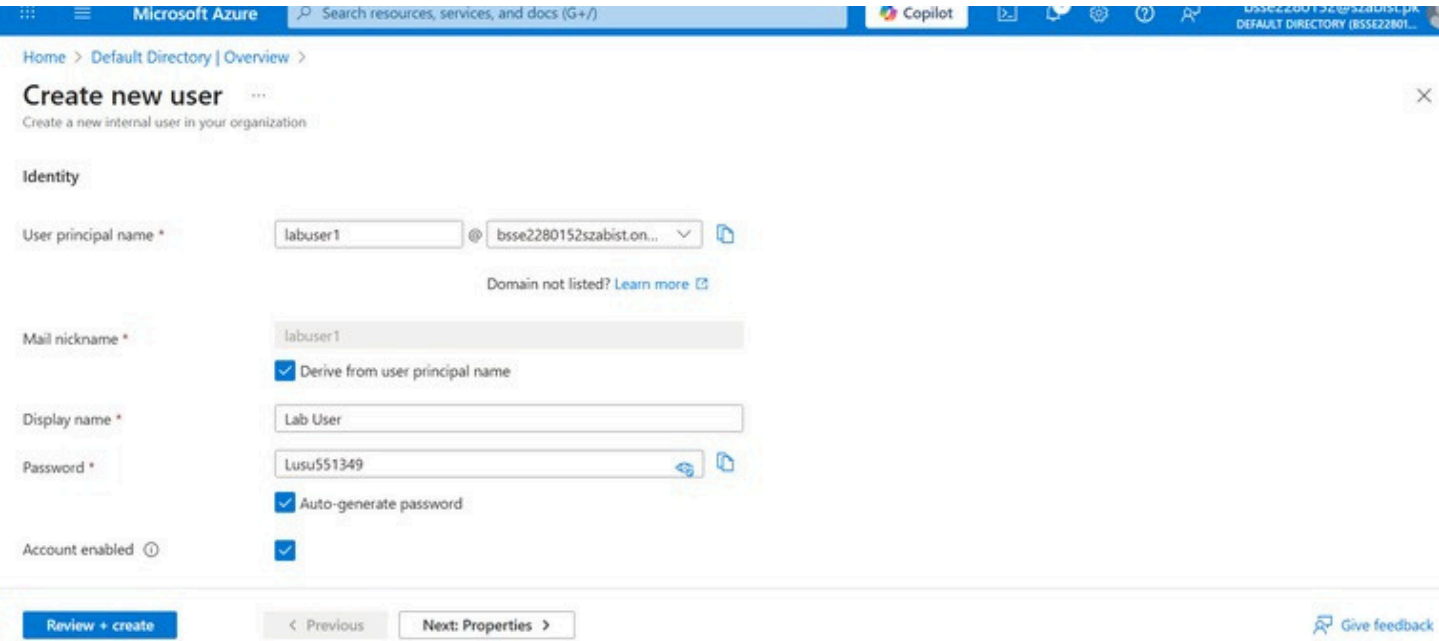 Microsoft Azure
Search resources, services, and docs (G+/)
Copilot
bsse2280152@szabist.pk
DEFAULT DIRECTORY (BSSE22801...
Home > Default Directory | Overview >
Create new user ...
Create a new internal user in your organization
Identity
User principal name *
labuser1 @ bsse2280152szabist.on...
Domain not listed? Learn more
Mail nickname *
labuser1
Derive from user principal name
Display name *
Lab User
Password *
Lusu551349
Auto-generate password
Account enabled
Review + create
< Previous
Next: Properties >
Give feedback